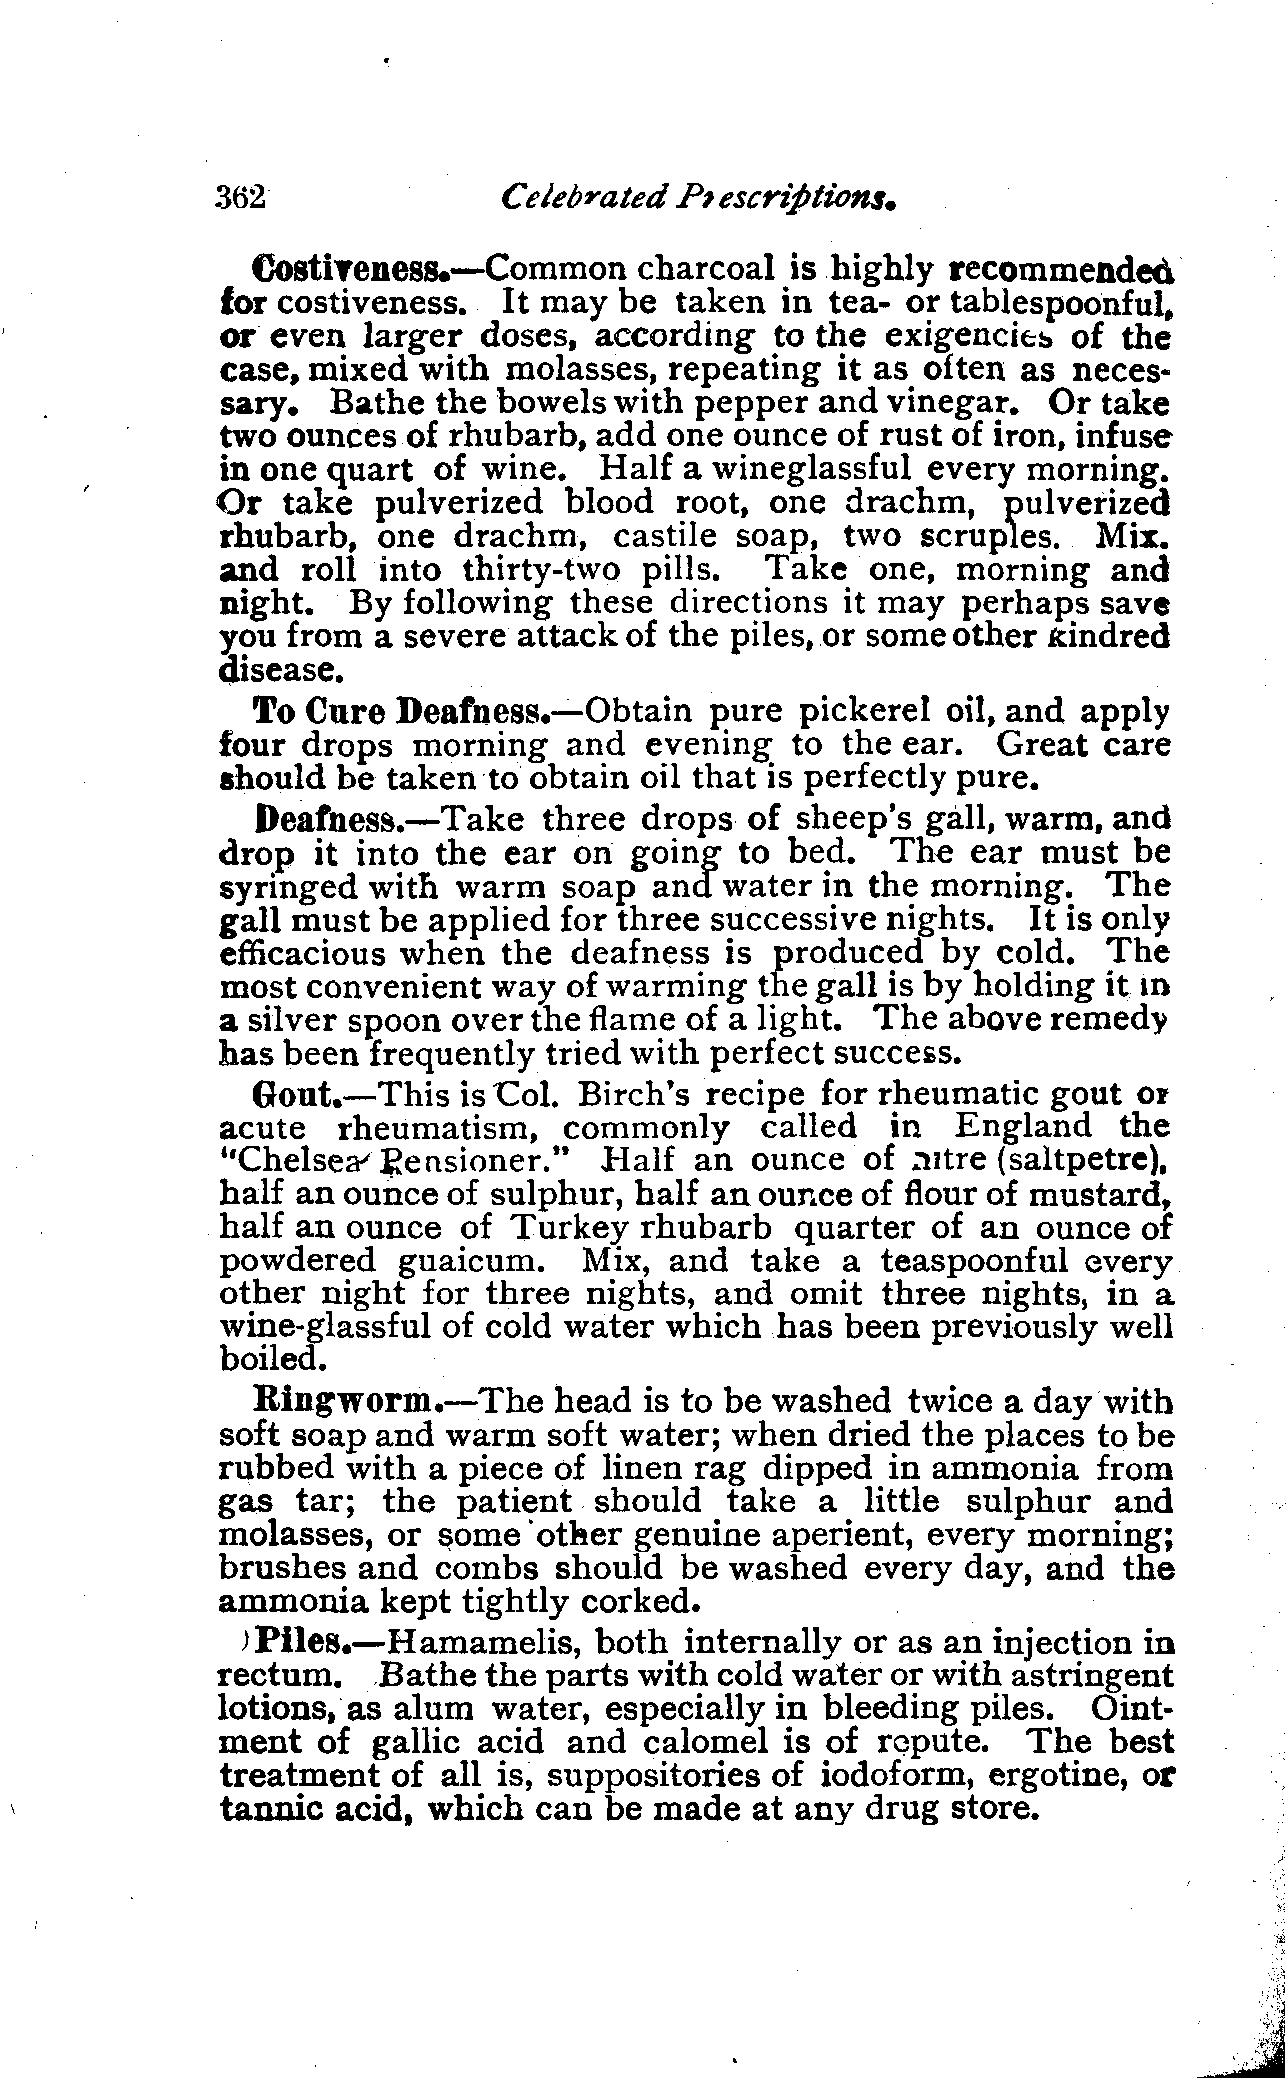 362 Celebrated Prescriptions.
Costiveness.—Common charcoal is highly recommended
for costiveness. It may be taken in tea- or tablespoonful,
or even larger doses, according to the exigencies of the
case, mixed with molasses, repeating it as often as neces-
sary. Bathe the bowels with pepper and vinegar. Or take
two ounces of rhubarb, add one ounce of rust of iron, infuse
in one quart of wine. Half a wineglassful every morning.
Or take pulverized blood root, one drachm, pulverized
rhubarb, one drachm, castile soap, two scruples. Mix.
and roll into thirty-two pills. Take one, morning and
night. By following these directions it may perhaps save
you from a severe attack of the piles, or some other kindred
disease.
To Cure Deafness.—Obtain pure pickerel oil, and apply
four drops morning and evening to the ear. Great care
should be taken to obtain oil that is perfectly pure.
Deafness.—Take three drops of sheep's gall, warm, and
drop it into the ear on going to bed. The ear must be
syringed with warm soap and water in the morning. The
gall must be applied for three successive nights. It is only
efficacious when the deafness is produced by cold. The
most convenient way of warming the gall is by holding it in
a silver spoon over the flame of a light. The above remedy
has been frequently tried with perfect success.
Gout.—This is Col. Birch's recipe for rheumatic gout or
acute rheumatism, commonly called in England the
"Chelsea Pensioner." Half an ounce of nitre (saltpetre),
half an ounce of sulphur, half an ounce of flour of mustard,
half an ounce of Turkey rhubarb quarter of an ounce of
powdered guaicum. Mix, and take a teaspoonful every
other night for three nights, and omit three nights, in a
wine-glassful of cold water which has been previously well
boiled.
Ringworm.—The head is to be washed twice a day with
soft soap and warm soft water; when dried the places to be
rubbed with a piece of linen rag dipped in ammonia from
gas tar; the patient should take a little sulphur and
molasses, or some other genuine aperient, every morning;
brushes and combs should be washed every day, and the
ammonia kept tightly corked.
Piles.—Hamamelis, both internally or as an injection in
rectum. Bathe the parts with cold water or with astringent
lotions, as alum water, especially in bleeding piles. Oint-
ment of gallic acid and calomel is of repute. The best
treatment of all is, suppositories of iodoform, ergotine, or
tannic acid, which can be made at any drug store.